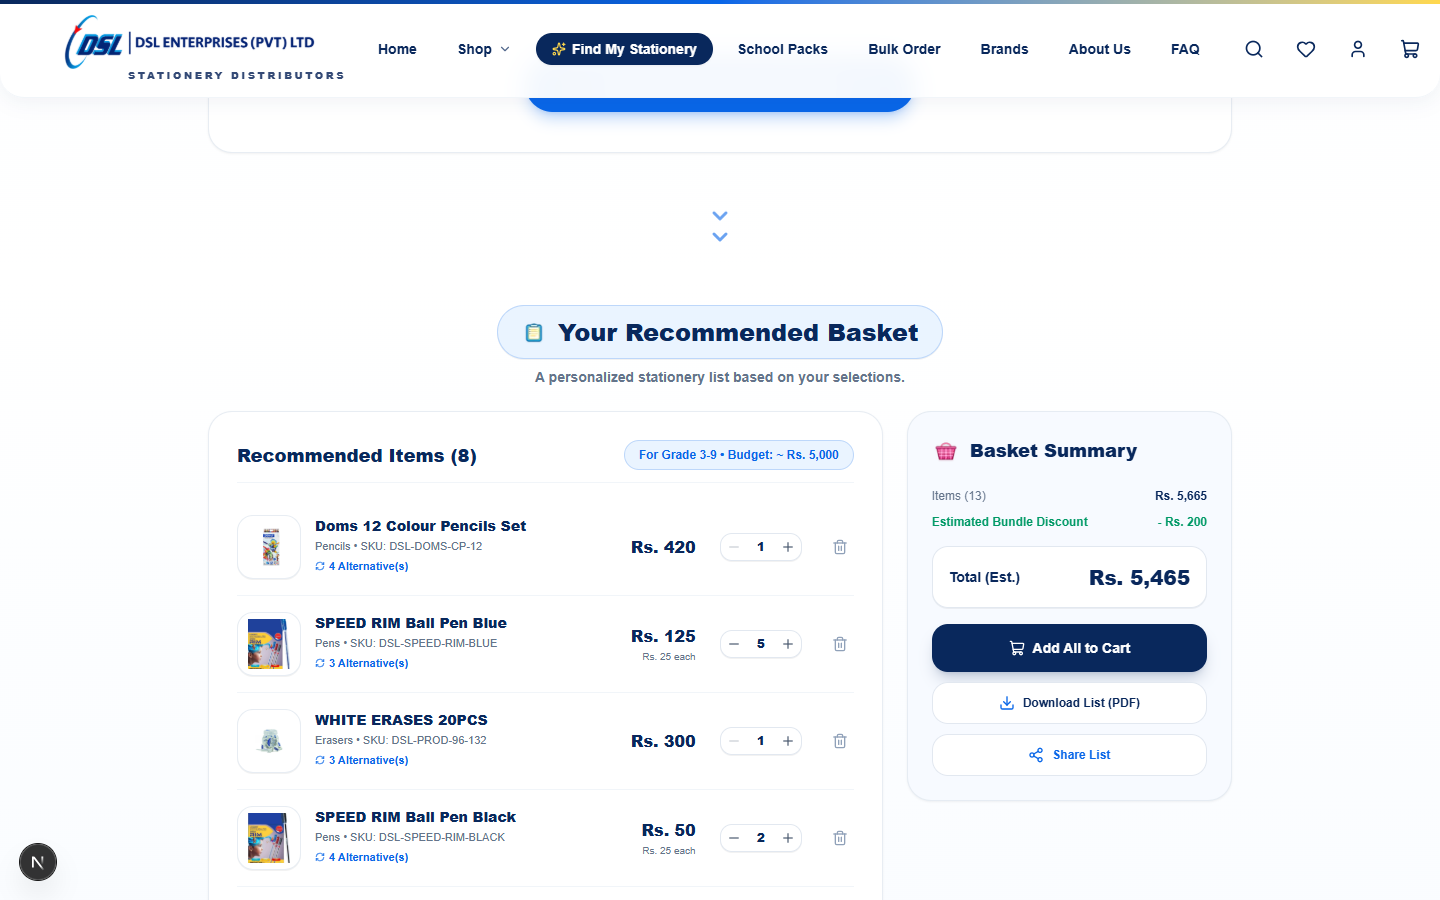 DSL DSL ENTERPRISES (PVT) LTD
STATIONERY DISTRIBUTORS
Home
Shop
Find My Stationery
School Packs
Bulk Order
Brands
About Us
FAQ
Your Recommended Basket
A personalized stationery list based on your selections.
Recommended Items (8)
For Grade 3-9 • Budget: ~ Rs. 5,000
Doms 12 Colour Pencils Set
Pencils • SKU: DSL-DOMS-CP-12
4 Alternative(s)
Rs. 420
1
SPEED RIM Ball Pen Blue
Pens • SKU: DSL-SPEED-RIM-BLUE
3 Alternative(s)
Rs. 125
Rs. 25 each
5
WHITE ERASES 20PCS
Erasers • SKU: DSL-PROD-96-132
3 Alternative(s)
Rs. 300
1
SPEED RIM Ball Pen Black
Pens • SKU: DSL-SPEED-RIM-BLACK
4 Alternative(s)
Rs. 50
Rs. 25 each
2
Basket Summary
Items (13) Rs. 5,665
Estimated Bundle Discount - Rs. 200
Total (Est.) Rs. 5,465
Add All to Cart
Download List (PDF)
Share List
N